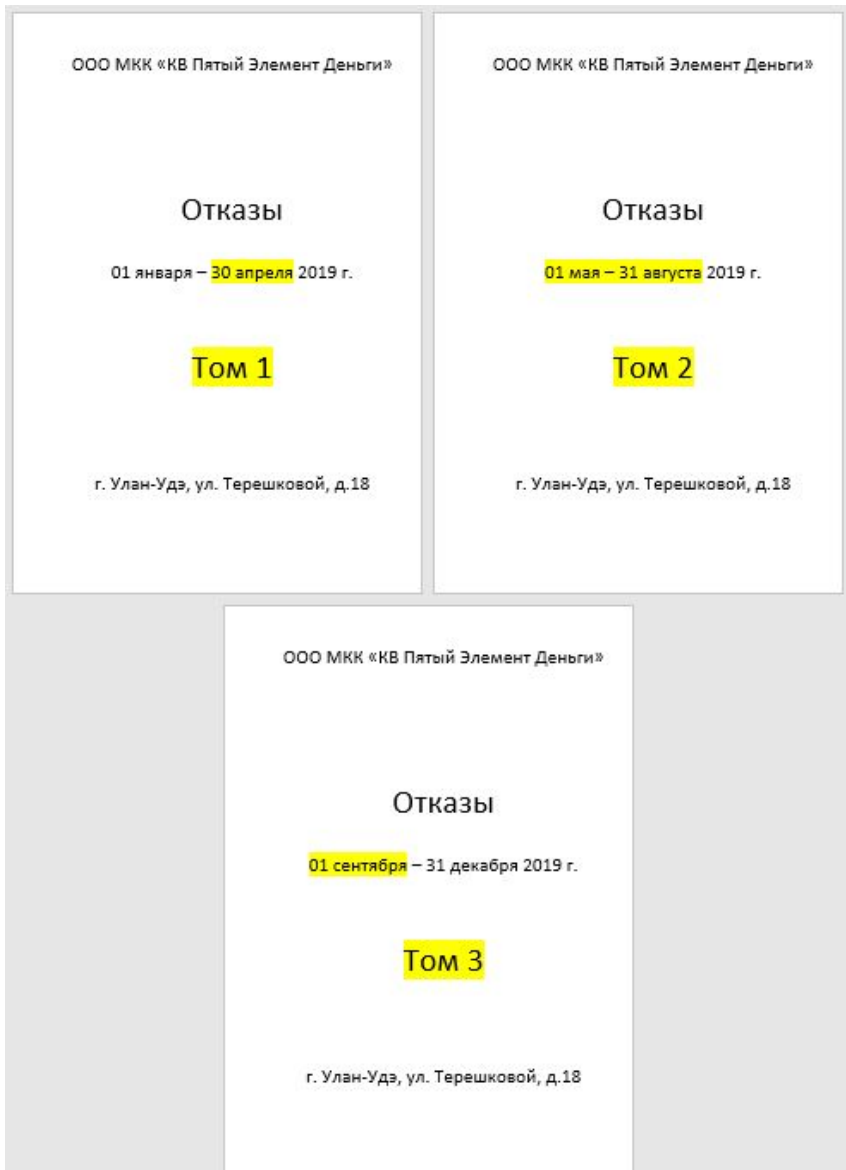 ООО МКК «КВ Пятый Элемент Деньги»
Отказы
01 января – 30 апреля 2019 г.
Том 1
г. Улан-Удэ, ул. Терешковой, д.18
ООО МКК «КВ Пятый Элемент Деньги»
Отказы
01 мая – 31 августа 2019 г.
Том 2
г. Улан-Удэ, ул. Терешковой, д.18
ООО МКК «КВ Пятый Элемент Деньги»
Отказы
01 сентября – 31 декабря 2019 г.
Том 3
г. Улан-Удэ, ул. Терешковой, д.18